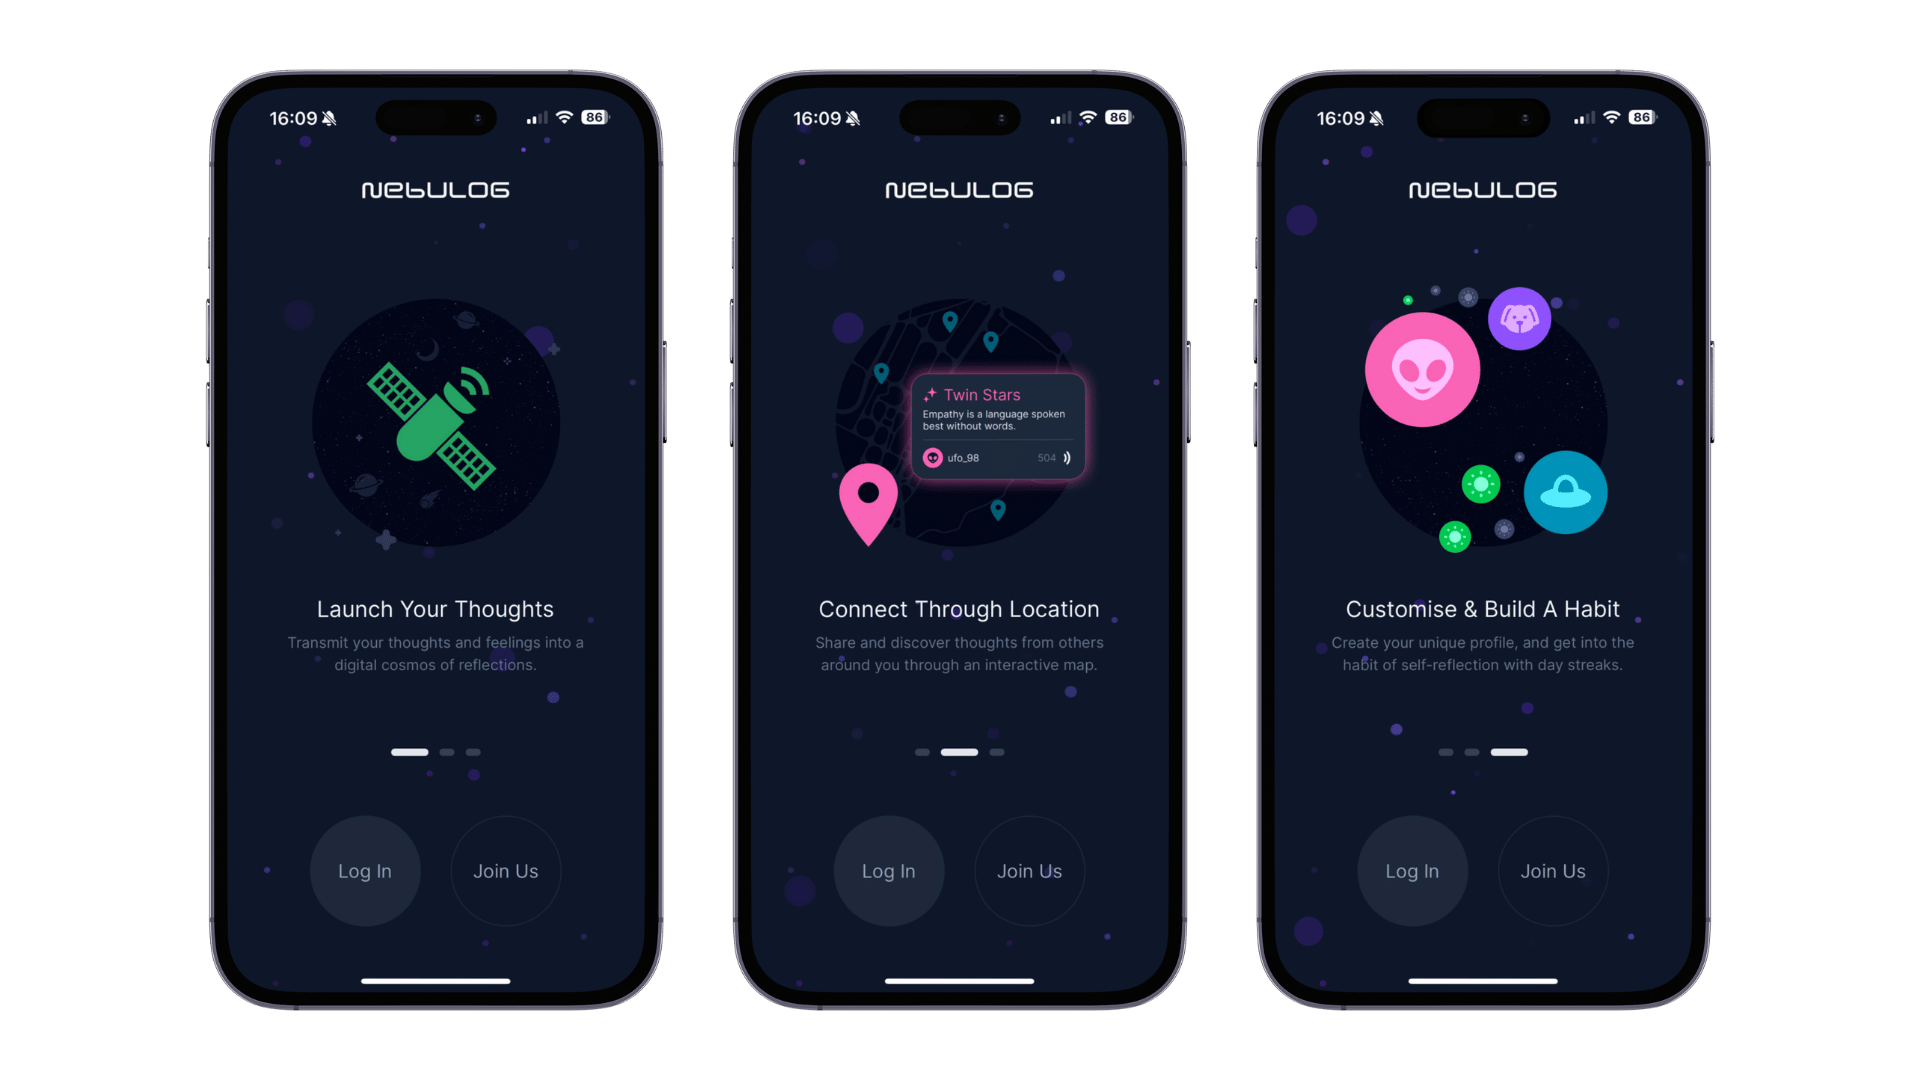 16:09
86
NEBULOG
Launch Your Thoughts
Transmit your thoughts and feelings into a
digital cosmos of reflections.
Log In
Join Us
16:09
86
NEBULOG
Twin Stars
Empathy is a language spoken
best without words.
ufo_98
504
Connect Through Location
Share and discover thoughts from others
around you through an interactive map.
Log In
Join Us
16:09
86
NEBULOG
Customise & Build A Habit
Create your unique profile, and get into the
habit of self-reflection with day streaks.
Log In
Join Us